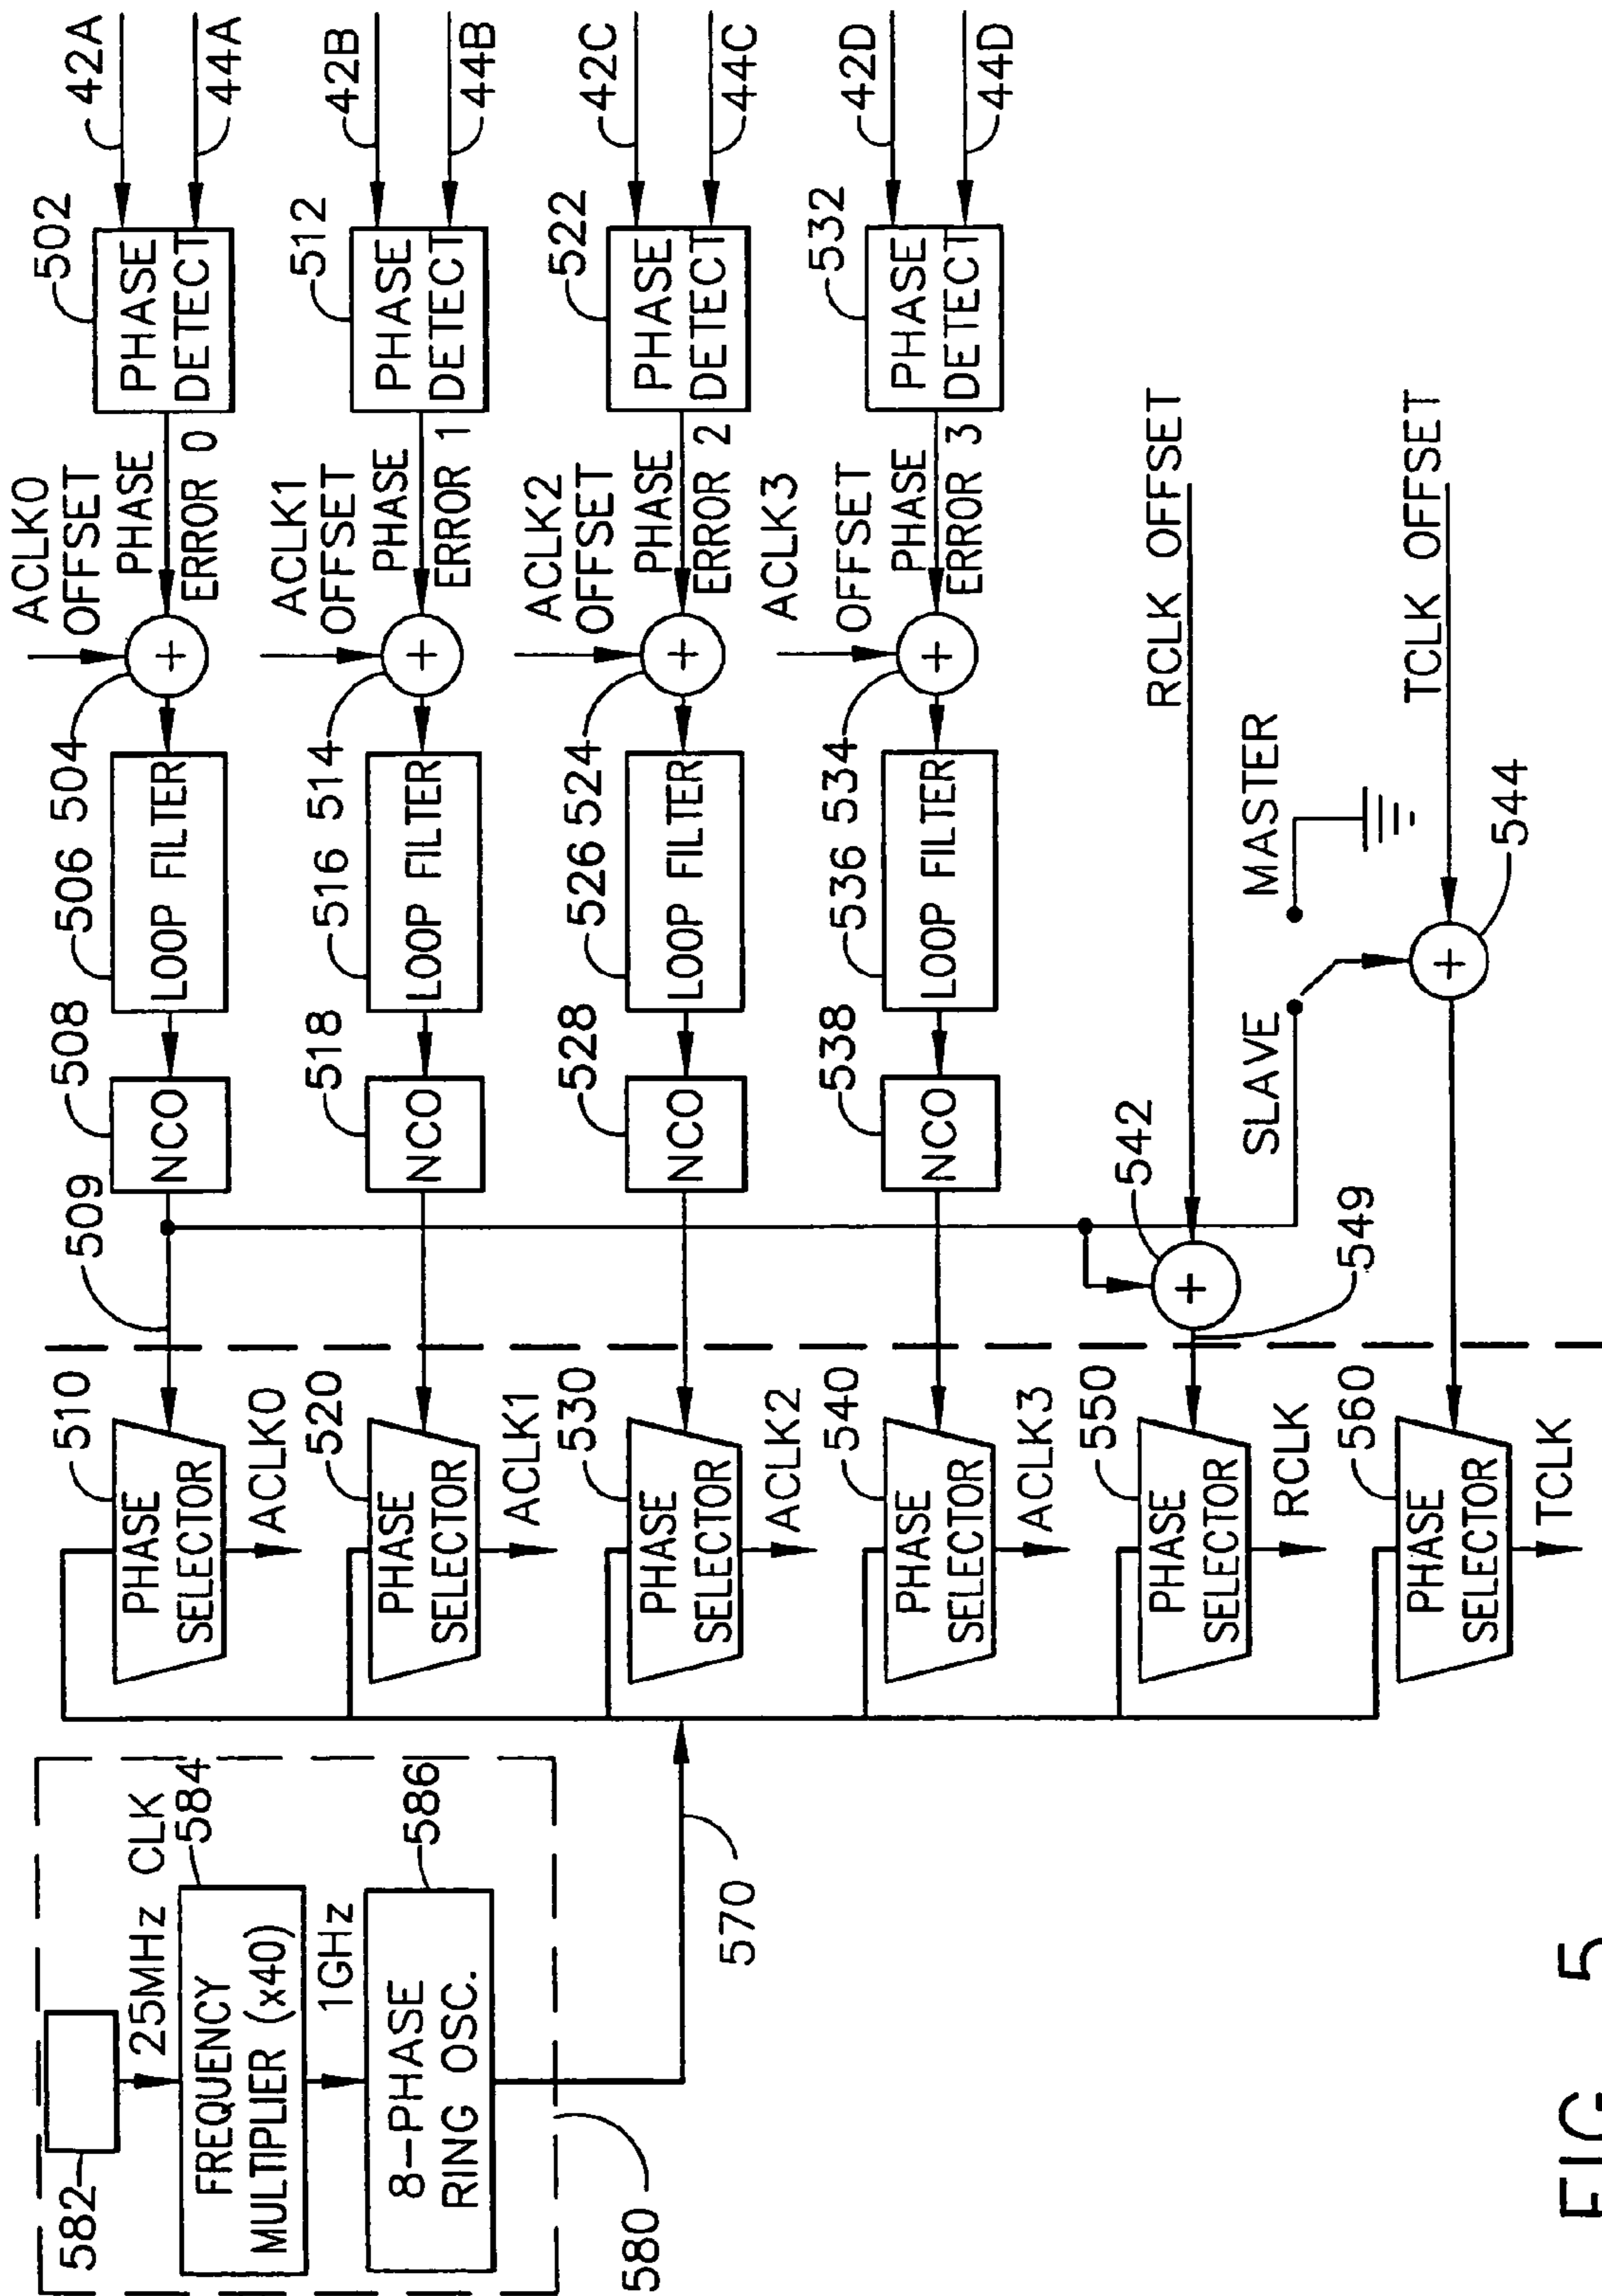 42A
44A
42B
44B
42C
44C
42D
44D
502
PHASE
DETECT
512
PHASE
DETECT
522
PHASE
DETECT
532
PHASE
DETECT
ACLK0
OFFSET
PHASE
ERROR 0
ACLK1
OFFSET
PHASE
ERROR 1
ACLK2
OFFSET
PHASE
ERROR 2
ACLK3
OFFSET
PHASE
ERROR 3
RCLK OFFSET
TCLK OFFSET
+
+
+
+
504
514
524
534
506
LOOP FILTER
516
LOOP FILTER
526
LOOP FILTER
536
LOOP FILTER
MASTER
SLAVE
+
544
508
NCO
518
NCO
528
NCO
538
NCO
509
542
+
549
510
PHASE
SELECTOR
ACLK0
520
PHASE
SELECTOR
ACLK1
530
PHASE
SELECTOR
ACLK2
540
PHASE
SELECTOR
ACLK3
550
PHASE
SELECTOR
RCLK
560
PHASE
SELECTOR
TCLK
582
25MHz CLK
584
FREQUENCY
MULTIPLIER (x40)
1GHz
586
8-PHASE
RING OSC.
570
580
FIG. 5